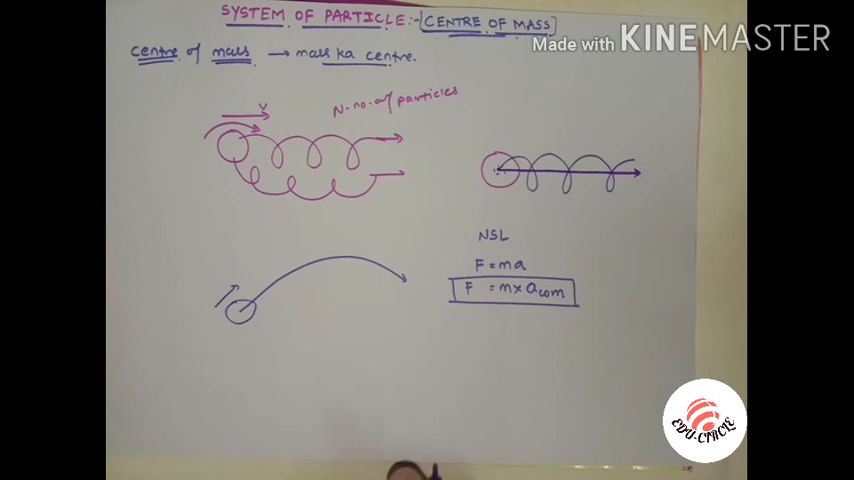 SYSTEM OF PARTICLE:-[CENTRE OF MASS]
Made with KINEMASTER
centre of mass → mass ka centre.
V
N-no. of particles
NSL
F = ma
F = m x acom
EDU-CIRCLE